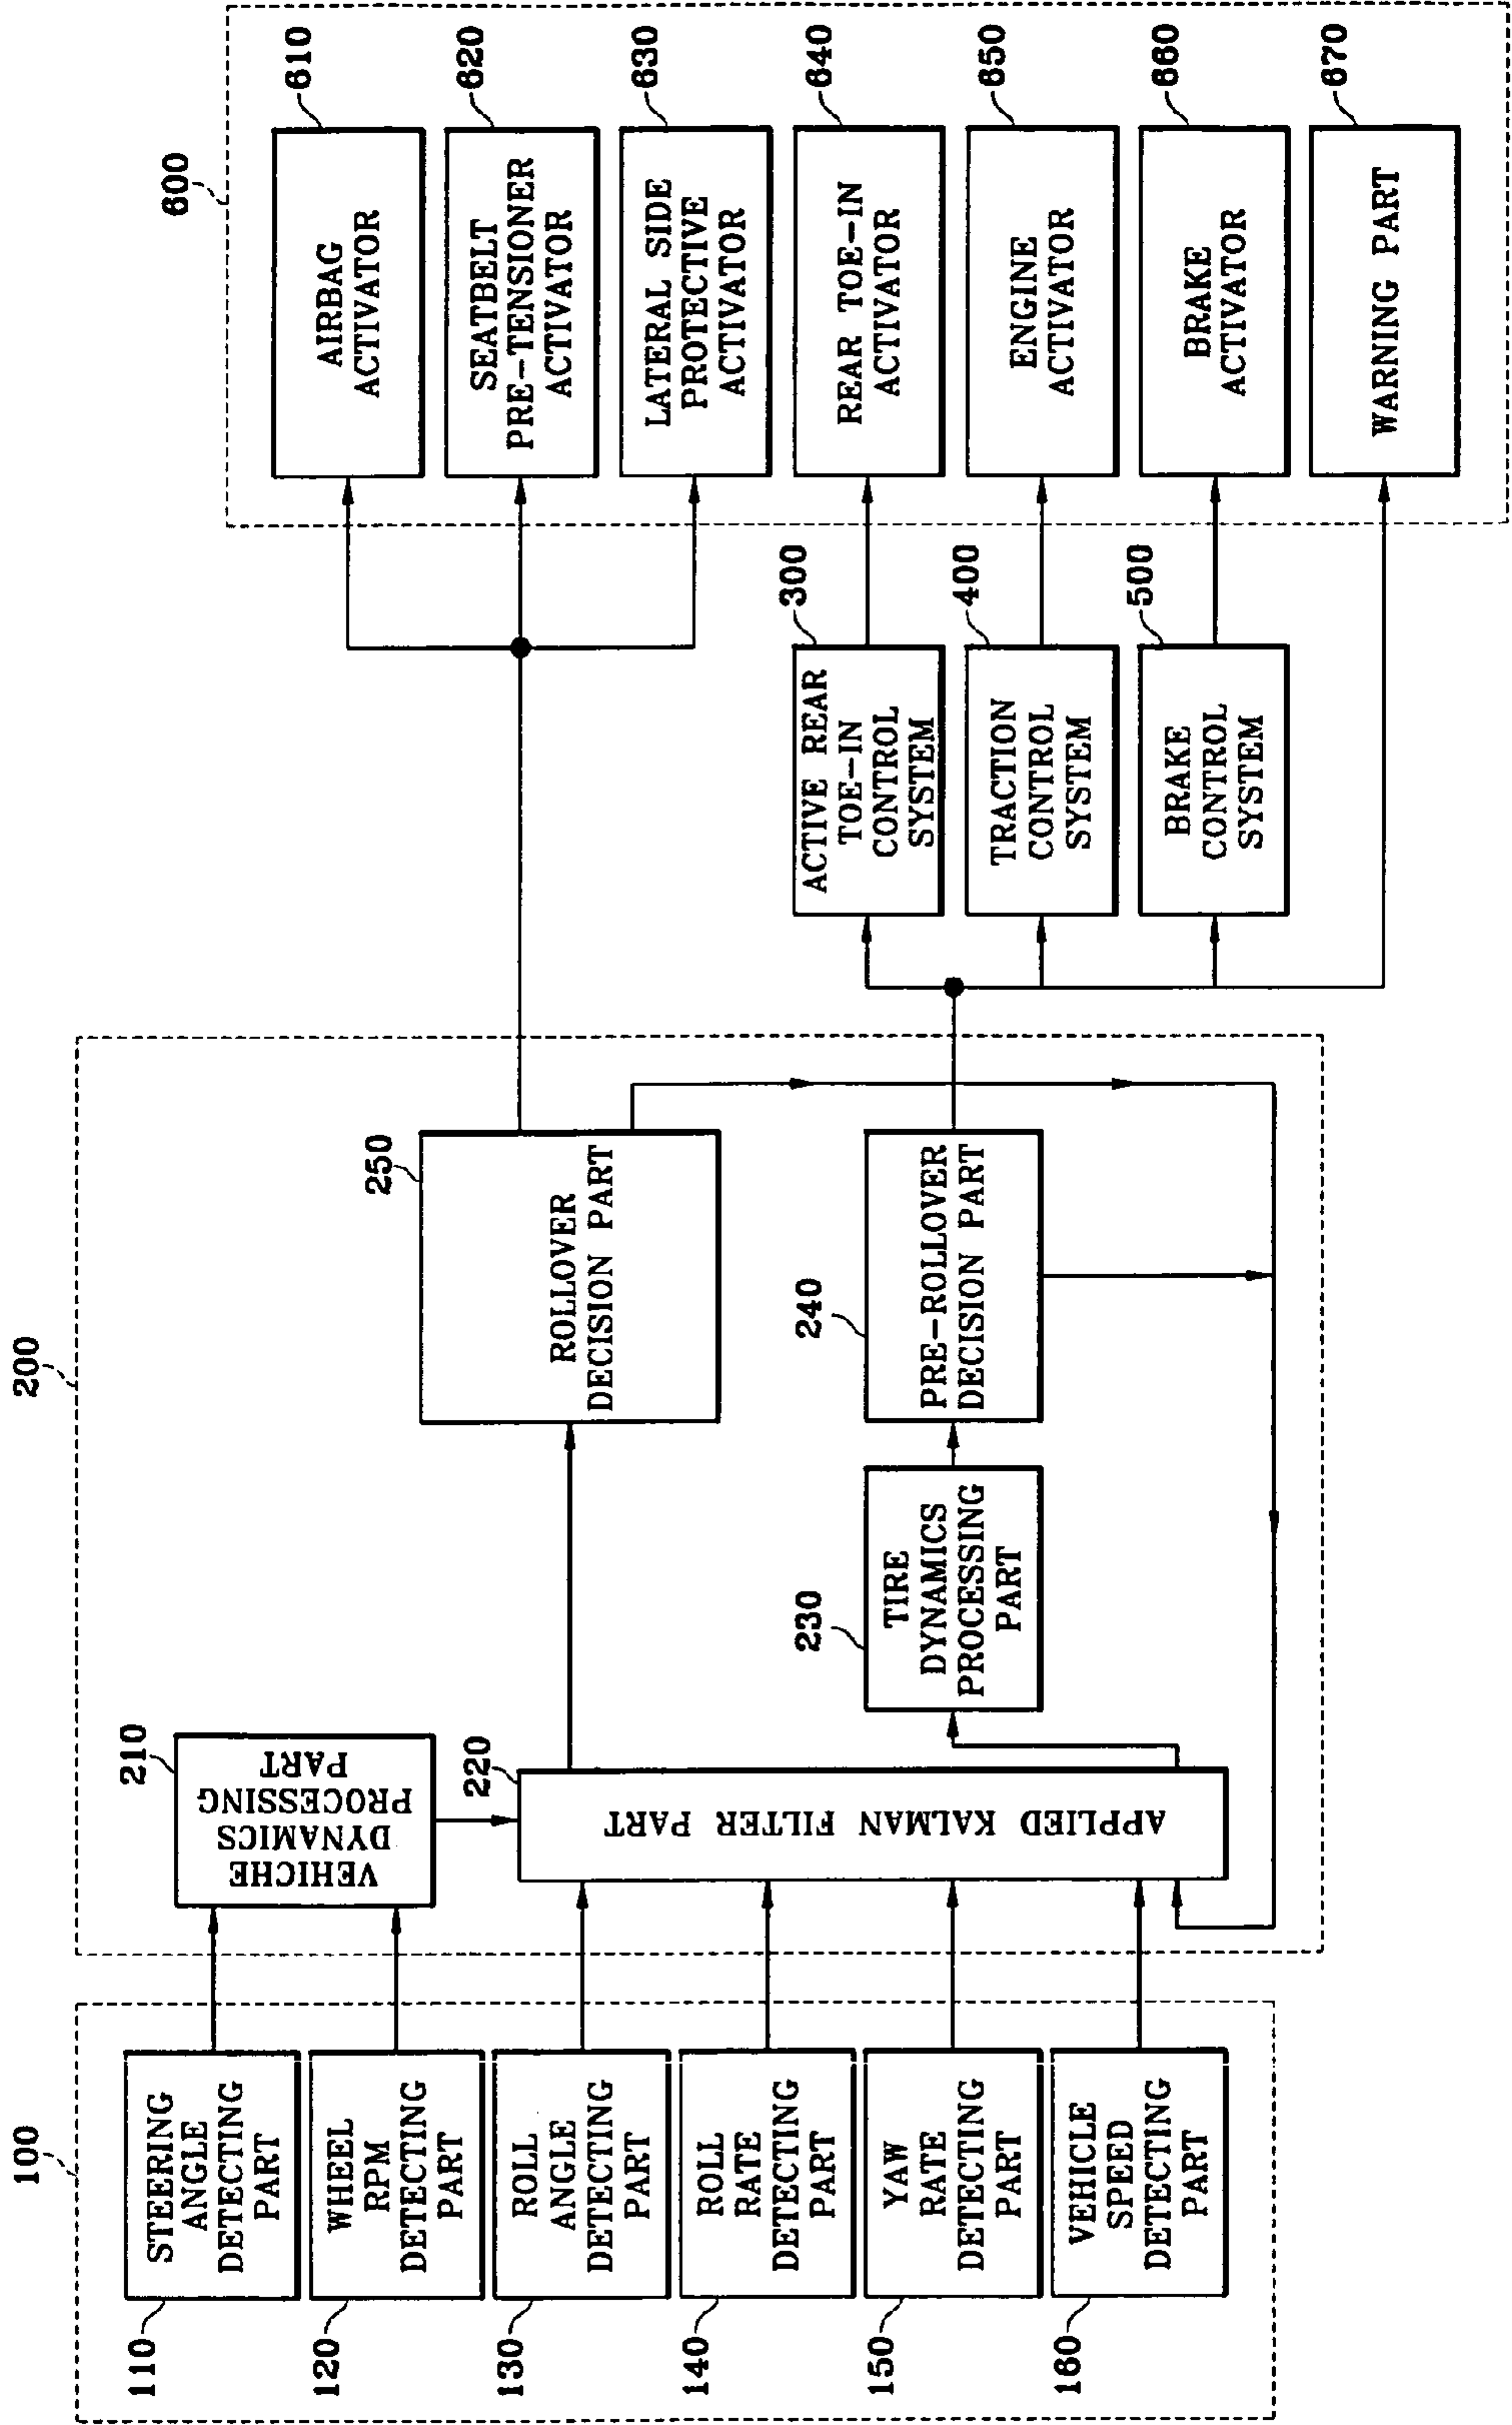 100
110
STEERING
ANGLE
DETECTING
PART
120
WHEEL
RPM
DETECTING
PART
130
ROLL
ANGLE
DETECTING
PART
140
ROLL
RATE
DETECTING
PART
150
YAW
RATE
DETECTING
PART
160
VEHICLE
SPEED
DETECTING
PART
200
210
VEHICHE
DYNAMICS
PROCESSING
PART
220
APPLIED KALMAN FILTER PART
230
TIRE
DYNAMICS
PROCESSING
PART
240
PRE-ROLLOVER
DECISION PART
250
ROLLOVER
DECISION PART
300
ACTIVE REAR
TOE-IN
CONTROL
SYSTEM
400
TRACTION
CONTROL
SYSTEM
500
BRAKE
CONTROL
SYSTEM
600
610
AIRBAG
ACTIVATOR
620
SEATBELT
PRE-TENSIONER
ACTIVATOR
630
LATERAL SIDE
PROTECTIVE
ACTIVATOR
640
REAR TOE-IN
ACTIVATOR
650
ENGINE
ACTIVATOR
660
BRAKE
ACTIVATOR
670
WARNING PART